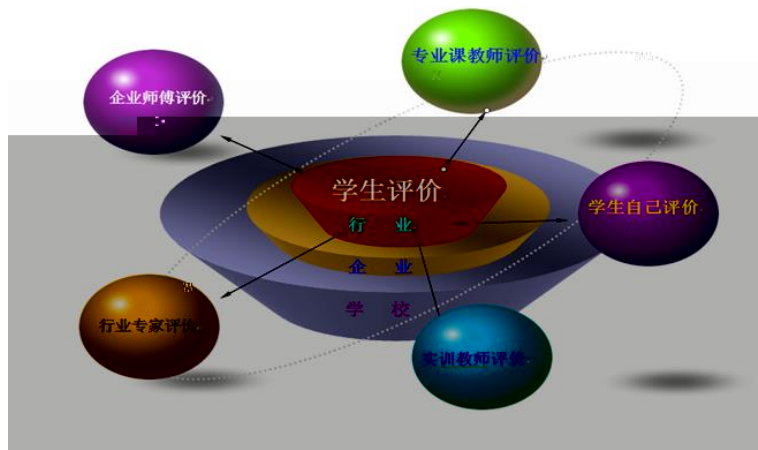 专业课教师评价
企业师傅评价
学生评价
学生自己评价
行 业
企 业
学 校
行业专家评价
实训教师评价